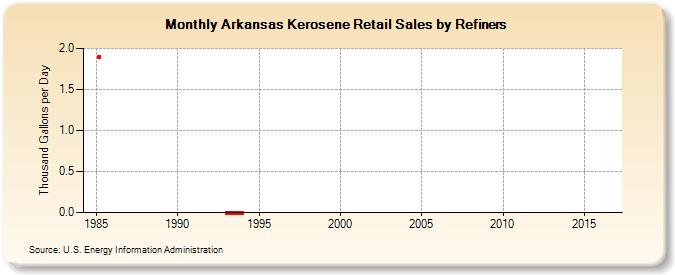 Monthly Arkansas Kerosene Retail Sales by Refiners
Thousand Gallons per Day
2.0
1.5
1.0
0.5
0.0
1985 1990 1995 2000 2005 2010 2015
Source: U.S. Energy Information Administration